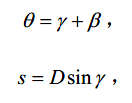 θ = γ + β ,
s = D sin γ ,